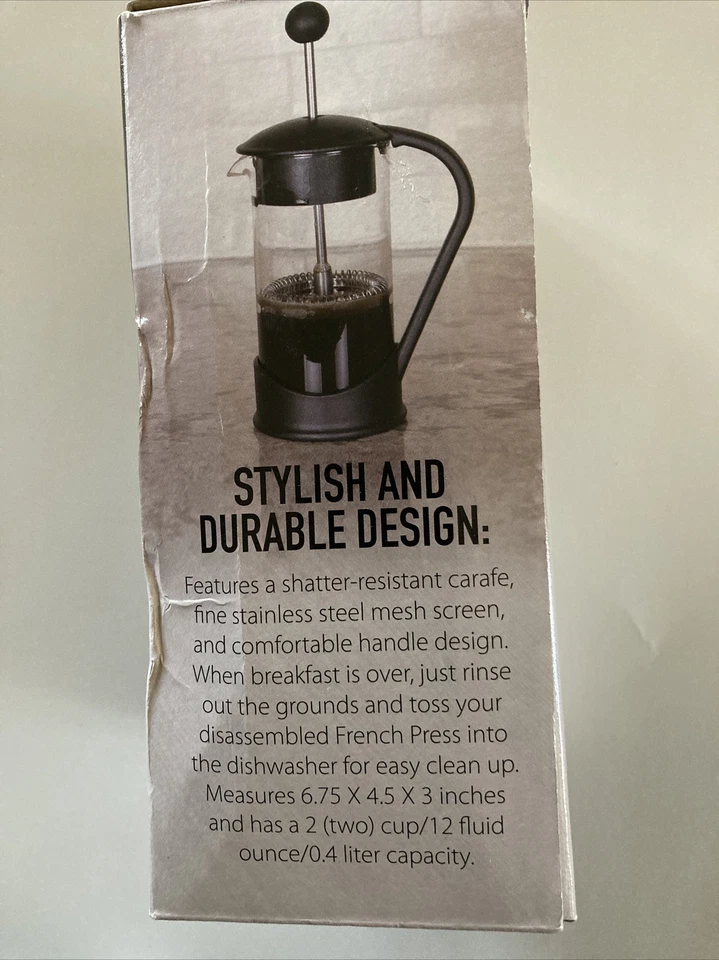 STYLISH AND
DURABLE DESIGN:
Features a shatter-resistant carafe,
fine stainless steel mesh screen,
and comfortable handle design.
When breakfast is over, just rinse
out the grounds and toss your
disassembled French Press into
the dishwasher for easy clean up.
Measures 6.75 X 4.5 X 3 inches
and has a 2 (two) cup/12 fluid
ounce/0.4 liter capacity.